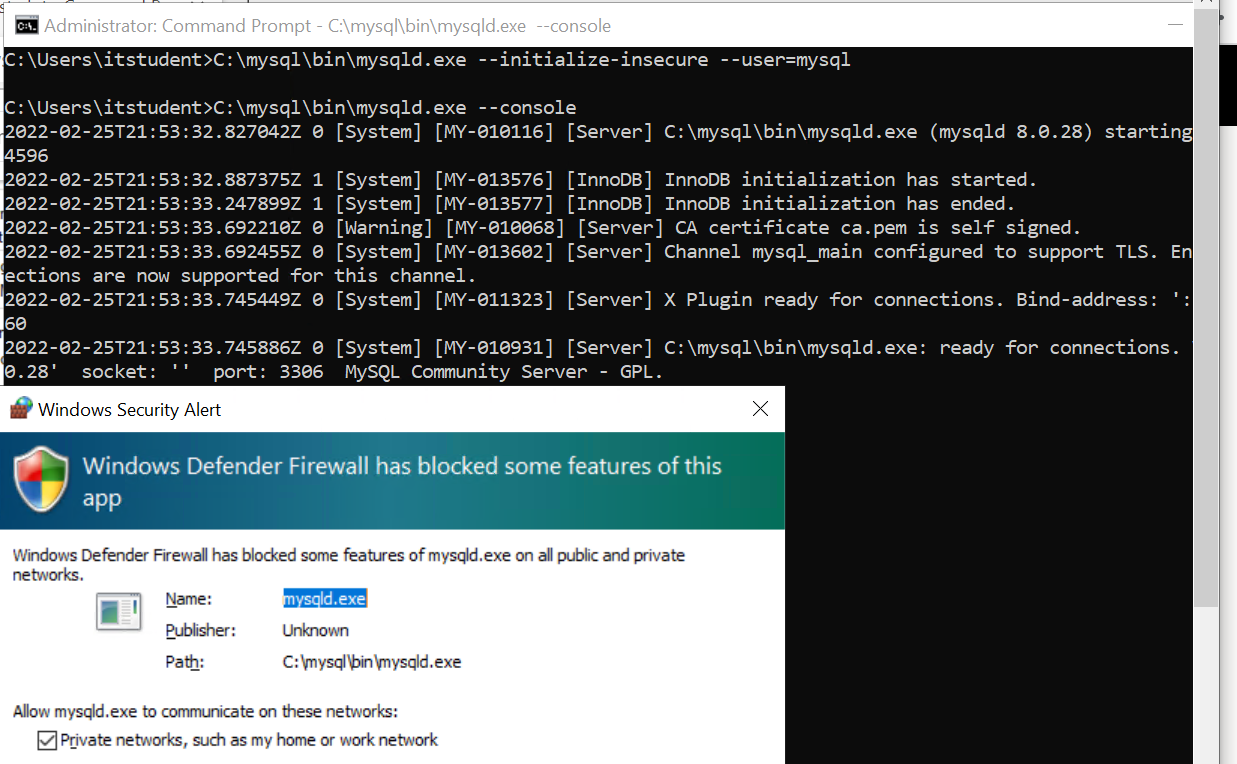 Administrator: Command Prompt - C:\mysql\bin\mysqld.exe  --console
C:\Users\itstudent>C:\mysql\bin\mysqld.exe --initialize-insecure --user=mysql
C:\Users\itstudent>C:\mysql\bin\mysqld.exe --console
2022-02-25T21:53:32.827042Z 0 [System] [MY-010116] [Server] C:\mysql\bin\mysqld.exe (mysqld 8.0.28) starting
4596
2022-02-25T21:53:32.887375Z 1 [System] [MY-013576] [InnoDB] InnoDB initialization has started.
2022-02-25T21:53:33.247899Z 1 [System] [MY-013577] [InnoDB] InnoDB initialization has ended.
2022-02-25T21:53:33.692210Z 0 [Warning] [MY-010068] [Server] CA certificate ca.pem is self signed.
2022-02-25T21:53:33.692455Z 0 [System] [MY-013602] [Server] Channel mysql_main configured to support TLS. En
ections are now supported for this channel.
2022-02-25T21:53:33.745449Z 0 [System] [MY-011323] [Server] X Plugin ready for connections. Bind-address: ':
60
2022-02-25T21:53:33.745886Z 0 [System] [MY-010931] [Server] C:\mysql\bin\mysqld.exe: ready for connections.
0.28'  socket: ''  port: 3306  MySQL Community Server - GPL.
Windows Security Alert
Windows Defender Firewall has blocked some features of this
app
Windows Defender Firewall has blocked some features of mysqld.exe on all public and private
networks.
Name: mysqld.exe
Publisher: Unknown
Path: C:\mysql\bin\mysqld.exe
Allow mysqld.exe to communicate on these networks:
Private networks, such as my home or work network